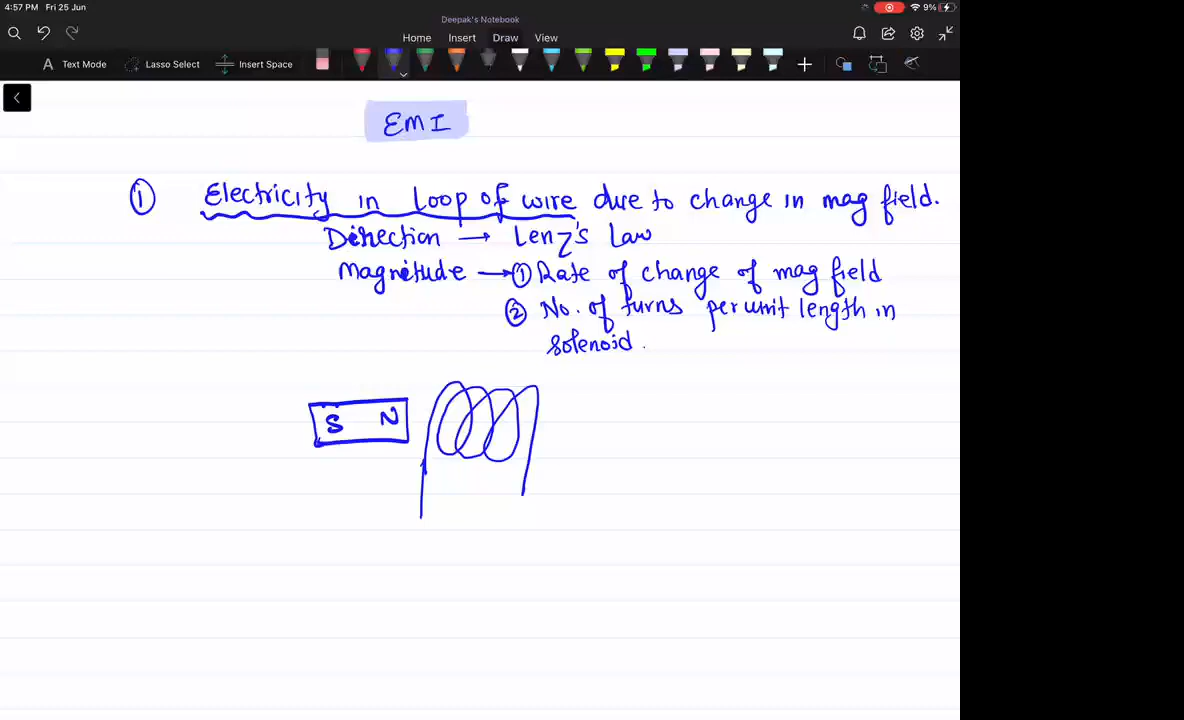 4:57 PM Fri 25 Jun
9%
Deepak's Notebook
Home Insert Draw View
Text Mode Lasso Select Insert Space
EMI
① Electricity in Loop of wire due to change in mag field.
Direction → Lenz's Law
Magnitude → ① Rate of change of mag field
② No. of turns per unit length in
solenoid.
S N